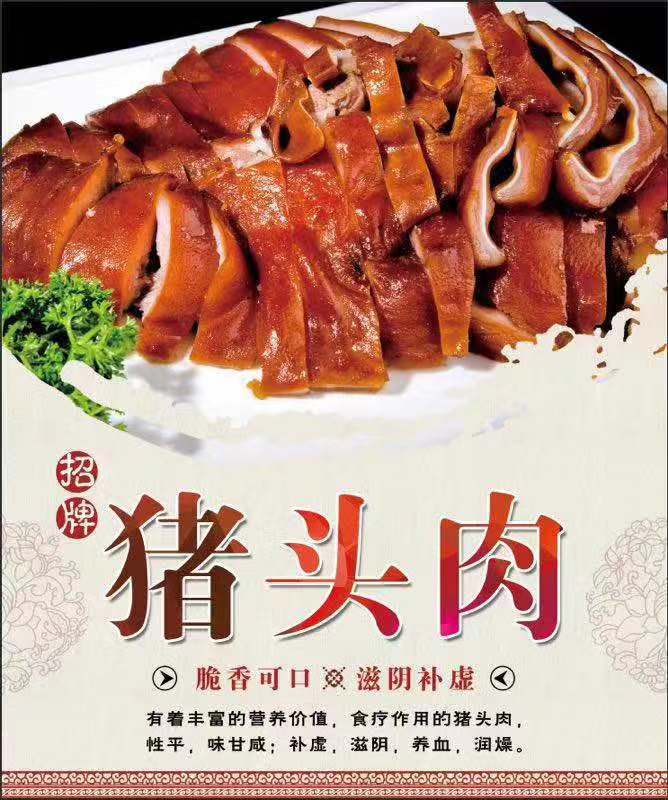 招牌
猪头肉
脆香可口 滋阴补虚
有着丰富的营养价值，食疗作用的猪头肉，
性平，味甘咸；补虚，滋阴，养血，润燥。